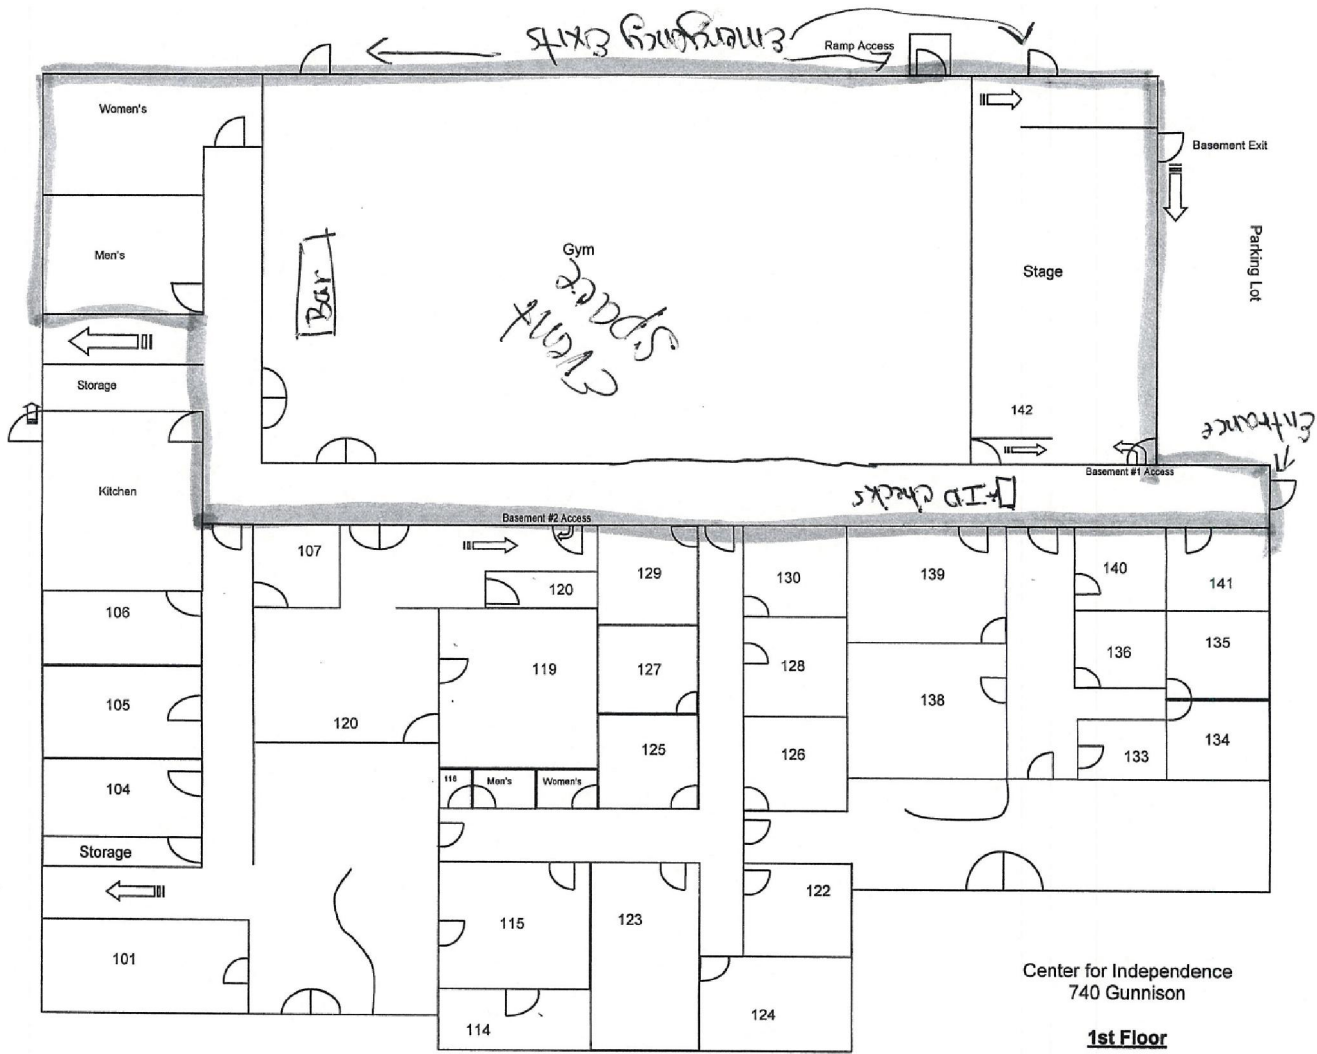 Emergency Exits
Ramp Access
Women's
Basement Exit
Men's
Bar
Gym
Event
Space
Stage
Parking Lot
Storage
142
Entrance
Kitchen
ID Checks
Basement #1 Access
Basement #2 Access
107
120
129
130
139
140
141
106
119
127
128
136
135
105
120
138
125
126
133
134
104
116
Men's
Women's
Storage
115
123
122
101
114
124
Center for Independence
740 Gunnison
1st Floor